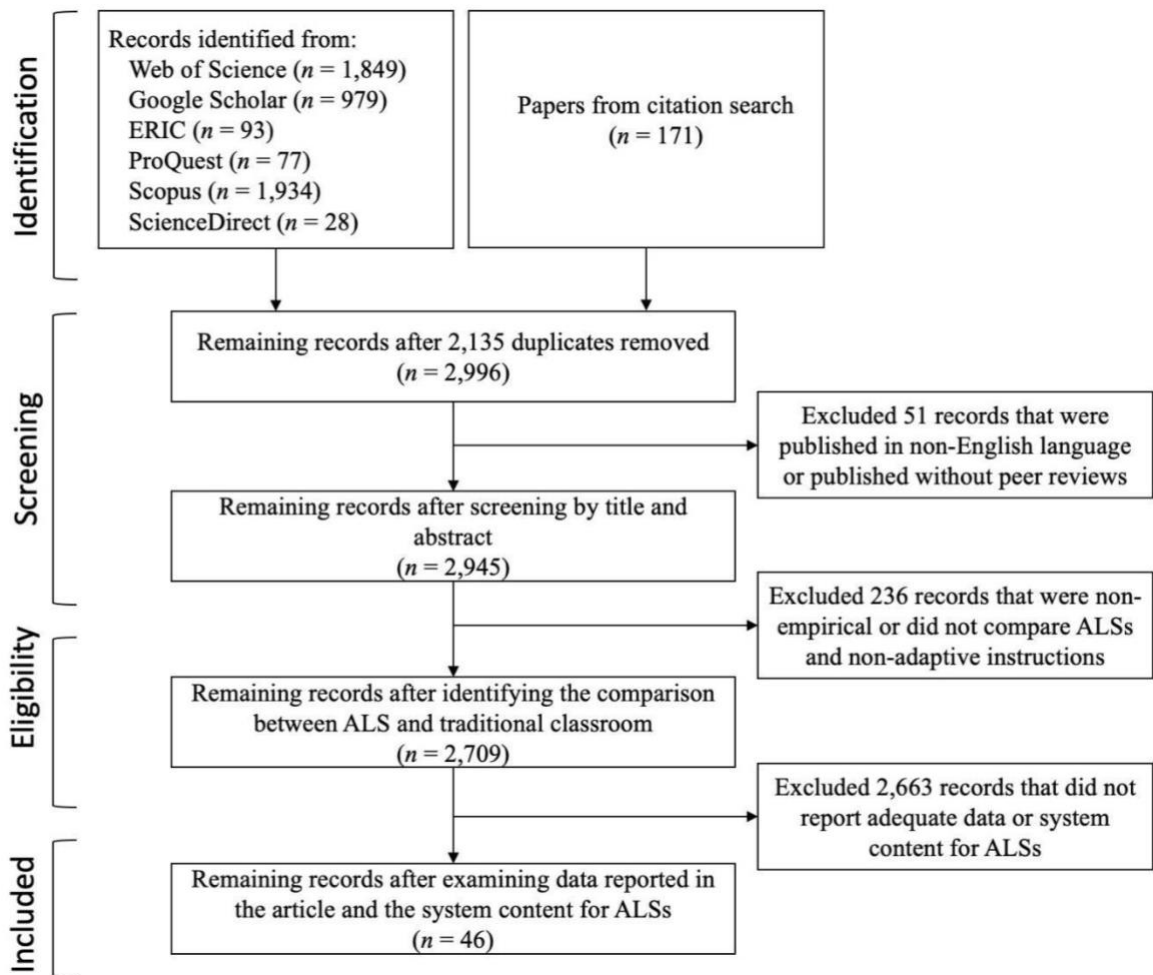 Identification
Records identified from:
Web of Science (n = 1,849)
Google Scholar (n = 979)
ERIC (n = 93)
ProQuest (n = 77)
Scopus (n = 1,934)
ScienceDirect (n = 28)
Papers from citation search
(n = 171)
Screening
Remaining records after 2,135 duplicates removed
(n = 2,996)
Excluded 51 records that were
published in non-English language
or published without peer reviews
Remaining records after screening by title and
abstract
(n = 2,945)
Excluded 236 records that were non-
empirical or did not compare ALSs
and non-adaptive instructions
Eligibility
Remaining records after identifying the comparison
between ALS and traditional classroom
(n = 2,709)
Excluded 2,663 records that did not
report adequate data or system
content for ALSs
Included
Remaining records after examining data reported in
the article and the system content for ALSs
(n = 46)